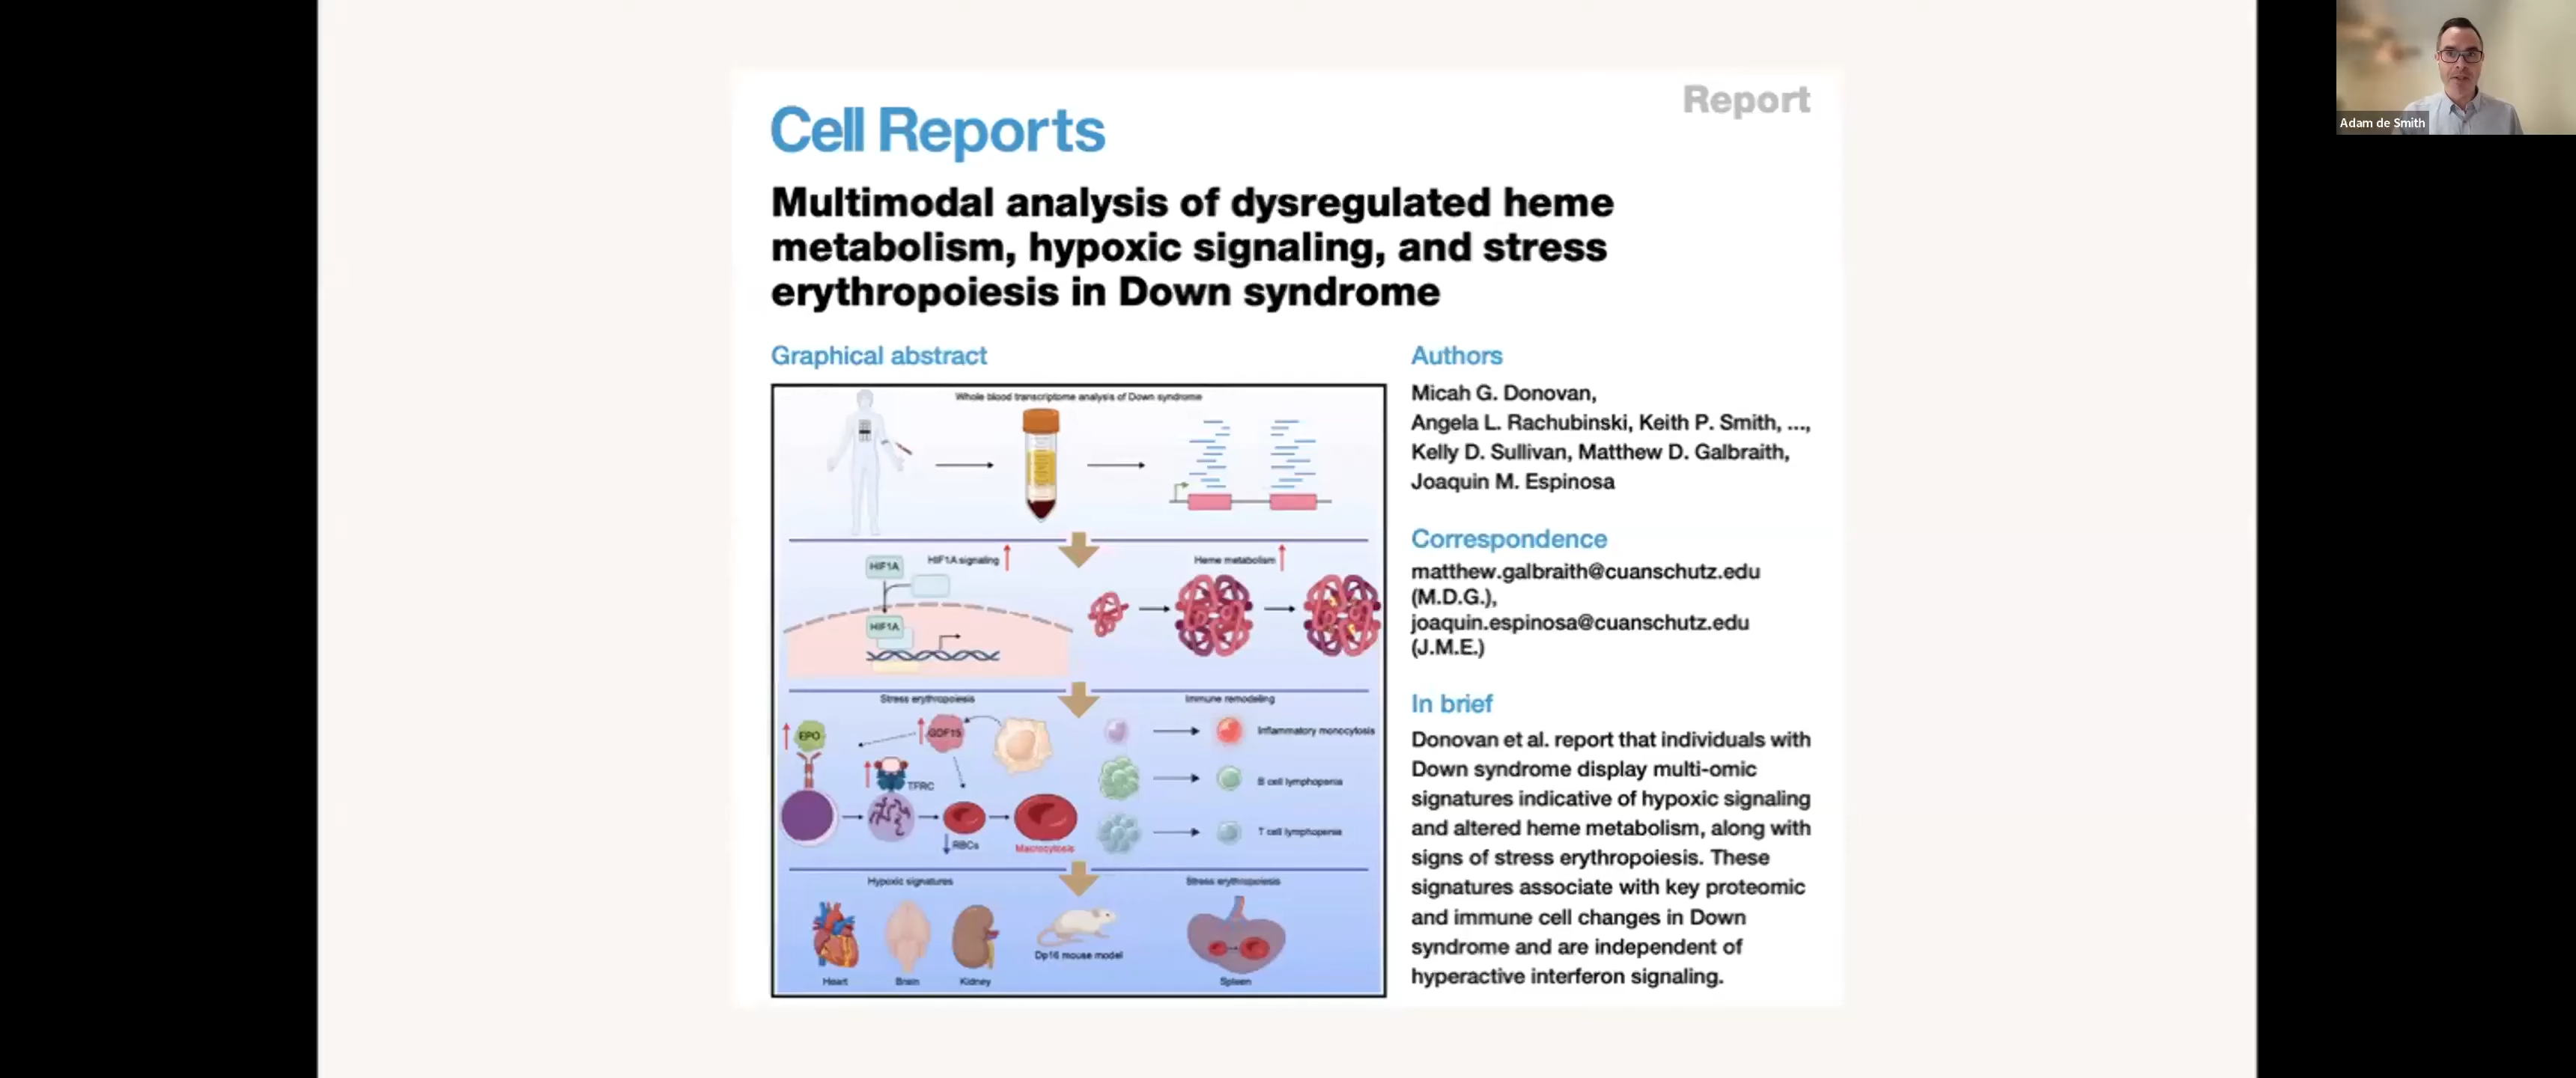 Report
Cell Reports
Multimodal analysis of dysregulated heme
metabolism, hypoxic signaling, and stress
erythropoiesis in Down syndrome
Graphical abstract
Whole blood transcriptome analysis of Down syndrome
HIF1A signaling
Heme metabolism
HIF1A
HIF1A
Stress erythropoiesis
Immune remodeling
EPO
GDF15
TFRC
RBCs
Macrocytosis
Inflammatory monocytosis
B cell lymphopenia
T cell lymphopenia
Hypoxic signatures
Stress erythropoiesis
Heart
Brain
Kidney
Dp16 mouse model
Spleen
Authors
Micah G. Donovan,
Angela L. Rachubinski, Keith P. Smith, ...,
Kelly D. Sullivan, Matthew D. Galbraith,
Joaquin M. Espinosa
Correspondence
matthew.galbraith@cuanschutz.edu
(M.D.G.),
joaquin.espinosa@cuanschutz.edu
(J.M.E.)
In brief
Donovan et al. report that individuals with
Down syndrome display multi-omic
signatures indicative of hypoxic signaling
and altered heme metabolism, along with
signs of stress erythropoiesis. These
signatures associate with key proteomic
and immune cell changes in Down
syndrome and are independent of
hyperactive interferon signaling.
Adam de Smith